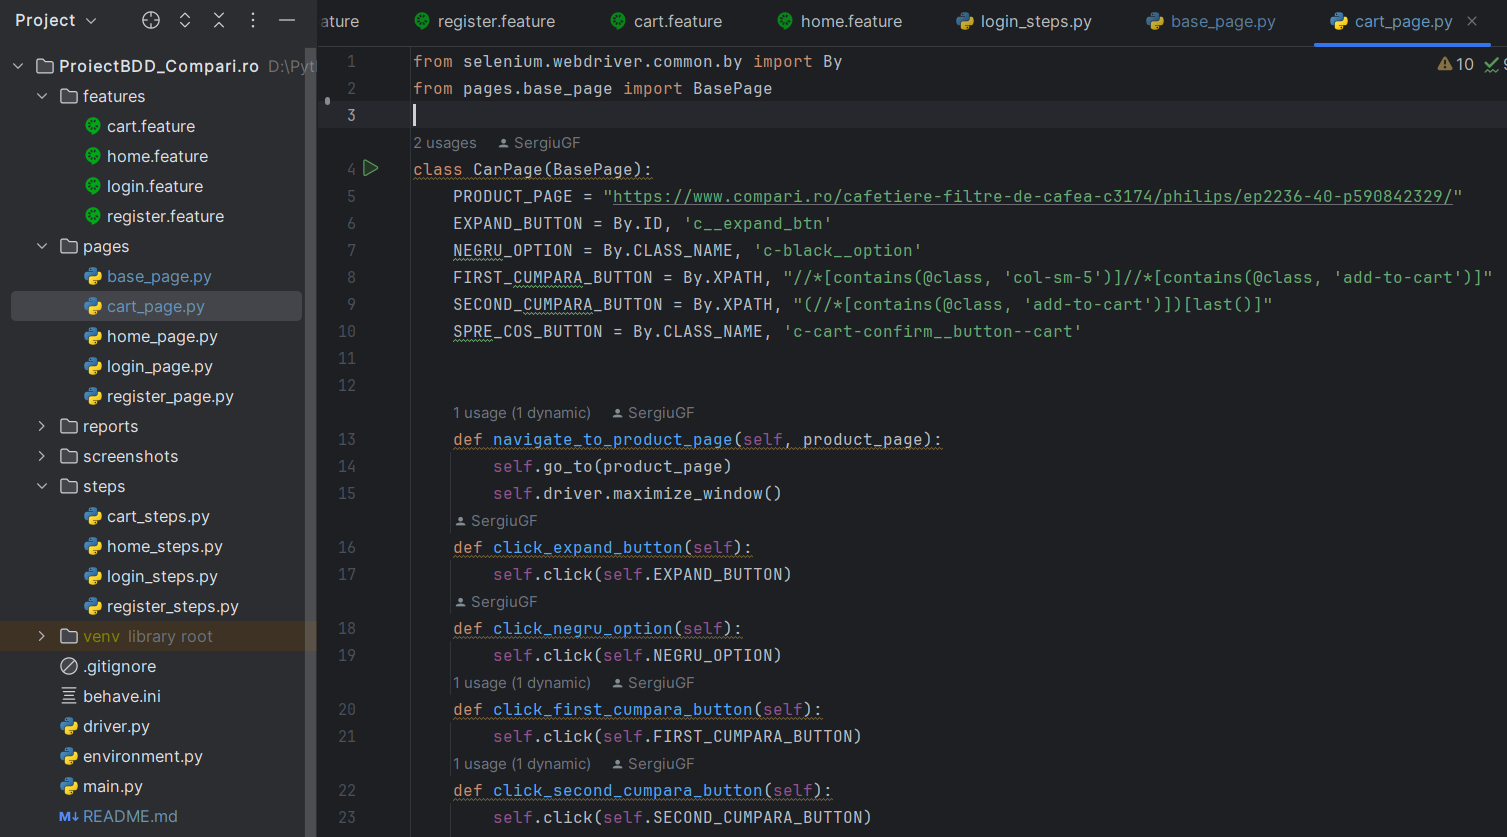 Project
ature
register.feature
cart.feature
home.feature
login_steps.py
base_page.py
cart_page.py
ProiectBDD_Compari.ro D:\Pyt
features
cart.feature
home.feature
login.feature
register.feature
pages
base_page.py
cart_page.py
home_page.py
login_page.py
register_page.py
reports
screenshots
steps
cart_steps.py
home_steps.py
login_steps.py
register_steps.py
venv library root
.gitignore
behave.ini
driver.py
environment.py
main.py
M↓ README.md
10 9
1 from selenium.webdriver.common.by import By
2 from pages.base_page import BasePage
3
2 usages SergiuGF
4 class CarPage(BasePage):
5 PRODUCT_PAGE = "https://www.compari.ro/cafetiere-filtre-de-cafea-c3174/philips/ep2236-40-p590842329/"
6 EXPAND_BUTTON = By.ID, 'c__expand_btn'
7 NEGRU_OPTION = By.CLASS_NAME, 'c-black__option'
8 FIRST_CUMPARA_BUTTON = By.XPATH, "//*[contains(@class, 'col-sm-5')]//*[contains(@class, 'add-to-cart')]"
9 SECOND_CUMPARA_BUTTON = By.XPATH, "(//*[contains(@class, 'add-to-cart')])[last()]"
10 SPRE_COS_BUTTON = By.CLASS_NAME, 'c-cart-confirm__button--cart'
11
12
1 usage (1 dynamic) SergiuGF
13 def navigate_to_product_page(self, product_page):
14 self.go_to(product_page)
15 self.driver.maximize_window()
SergiuGF
16 def click_expand_button(self):
17 self.click(self.EXPAND_BUTTON)
SergiuGF
18 def click_negru_option(self):
19 self.click(self.NEGRU_OPTION)
1 usage (1 dynamic) SergiuGF
20 def click_first_cumpara_button(self):
21 self.click(self.FIRST_CUMPARA_BUTTON)
1 usage (1 dynamic) SergiuGF
22 def click_second_cumpara_button(self):
23 self.click(self.SECOND_CUMPARA_BUTTON)